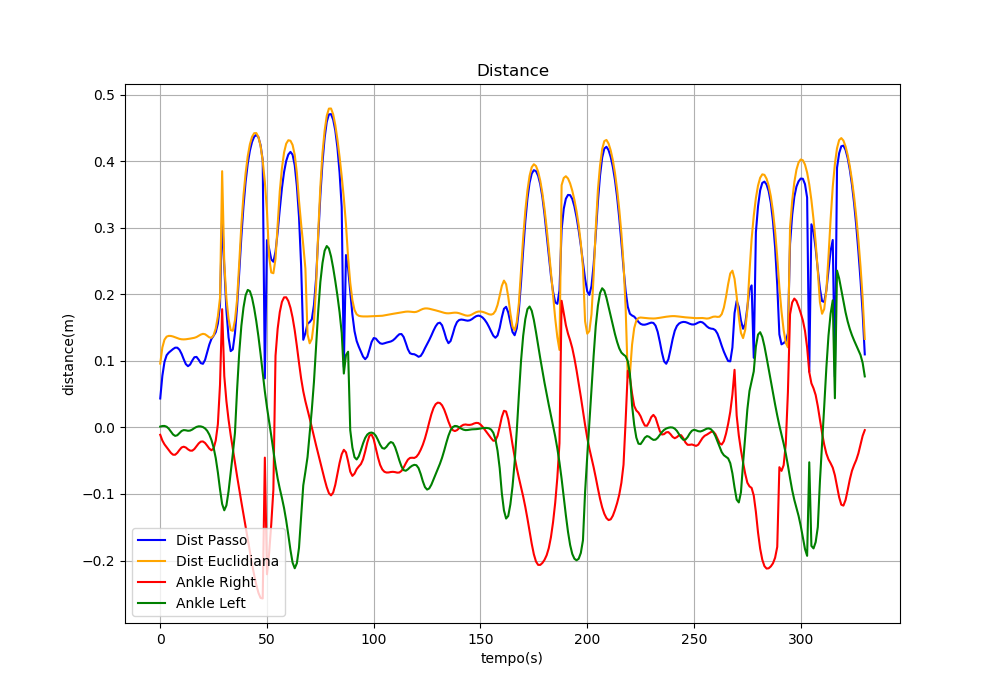 Distance
0.5
0.4
0.3
0.2
0.1
0.0
−0.1
−0.2
distance(m)
Dist Passo
Dist Euclidiana
Ankle Right
Ankle Left
0 50 100 150 200 250 300
tempo(s)